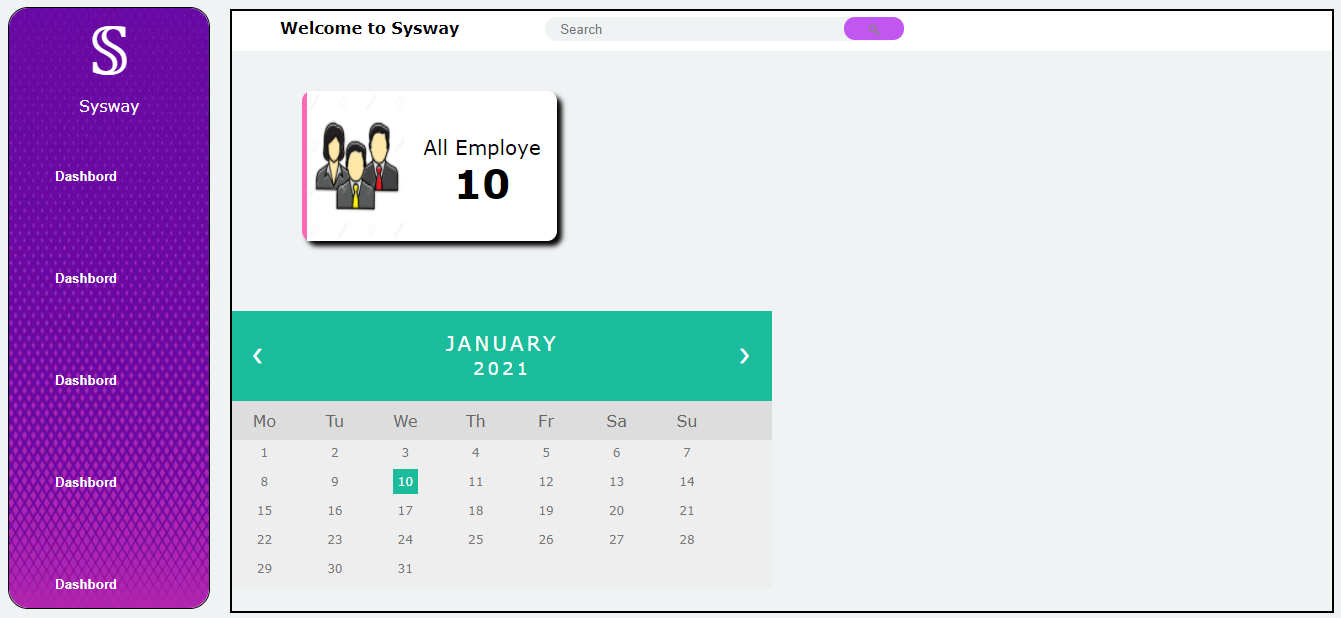 S
Sysway
Dashbord
Dashbord
Dashbord
Dashbord
Dashbord
Welcome to Sysway
Search
All Employe
10
❮ JANUARY ❯
2021
Mo Tu We Th Fr Sa Su
1 2 3 4 5 6 7
8 9 10 11 12 13 14
15 16 17 18 19 20 21
22 23 24 25 26 27 28
29 30 31